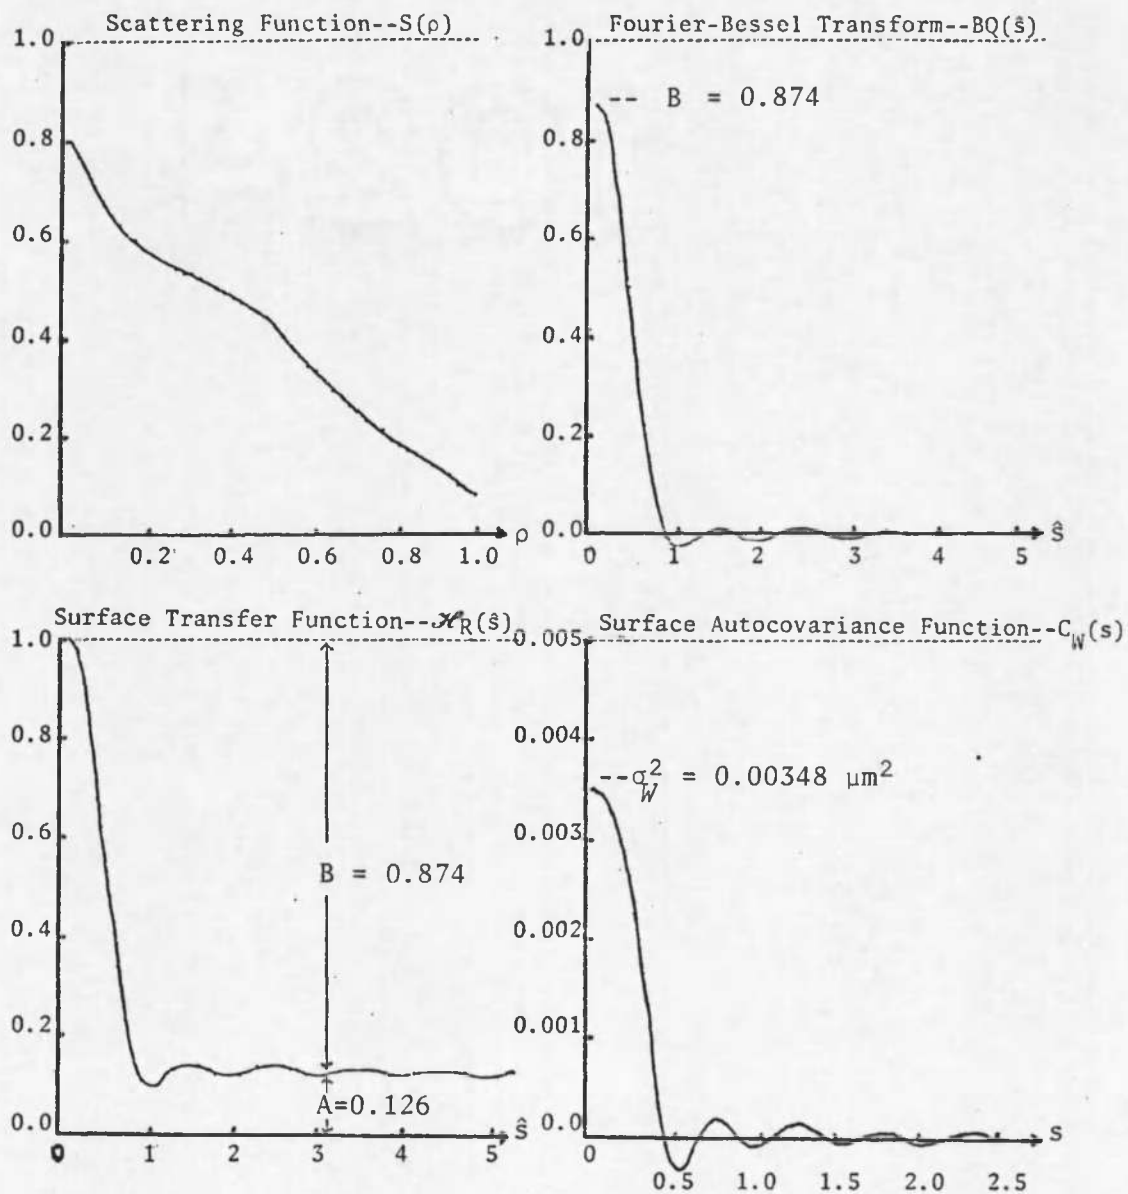 Scattering Function--S(ρ)
1.0
0.8
0.6
0.4
0.2
0.0
0.2 0.4 0.6 0.8 1.0 ρ
Fourier-Bessel Transform--BQ(ŝ)
1.0
-- B = 0.874
0.8
0.6
0.4
0.2
0.0
0 1 2 3 4 5 ŝ
Surface Transfer Function--ℋR(ŝ)
1.0
0.8
0.6
B = 0.874
0.4
0.2
A=0.126
0.0
0 1 2 3 4 5 ŝ
Surface Autocovariance Function--CW(s)
0.005
0.004
--σ²W = 0.00348 μm²
0.003
0.002
0.001
0
0 0.5 1.0 1.5 2.0 2.5 s